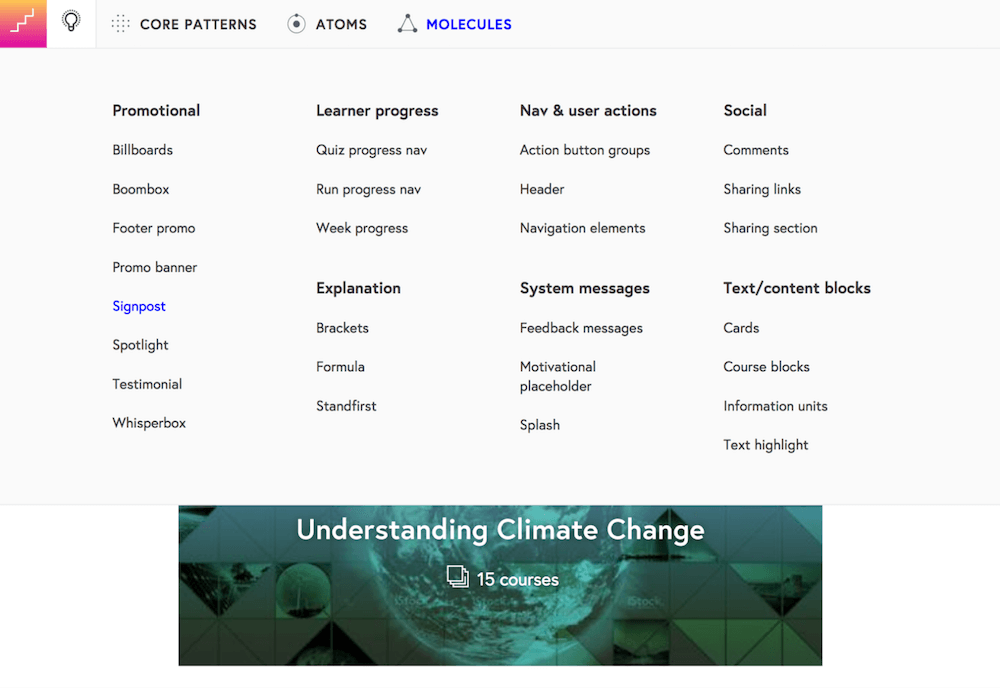 CORE PATTERNS
ATOMS
MOLECULES
Promotional
Billboards
Boombox
Footer promo
Promo banner
Signpost
Spotlight
Testimonial
Whisperbox
Learner progress
Quiz progress nav
Run progress nav
Week progress
Explanation
Brackets
Formula
Standfirst
Nav & user actions
Action button groups
Header
Navigation elements
System messages
Feedback messages
Motivational
placeholder
Splash
Social
Comments
Sharing links
Sharing section
Text/content blocks
Cards
Course blocks
Information units
Text highlight
Understanding Climate Change
15 courses
iStock
iStock